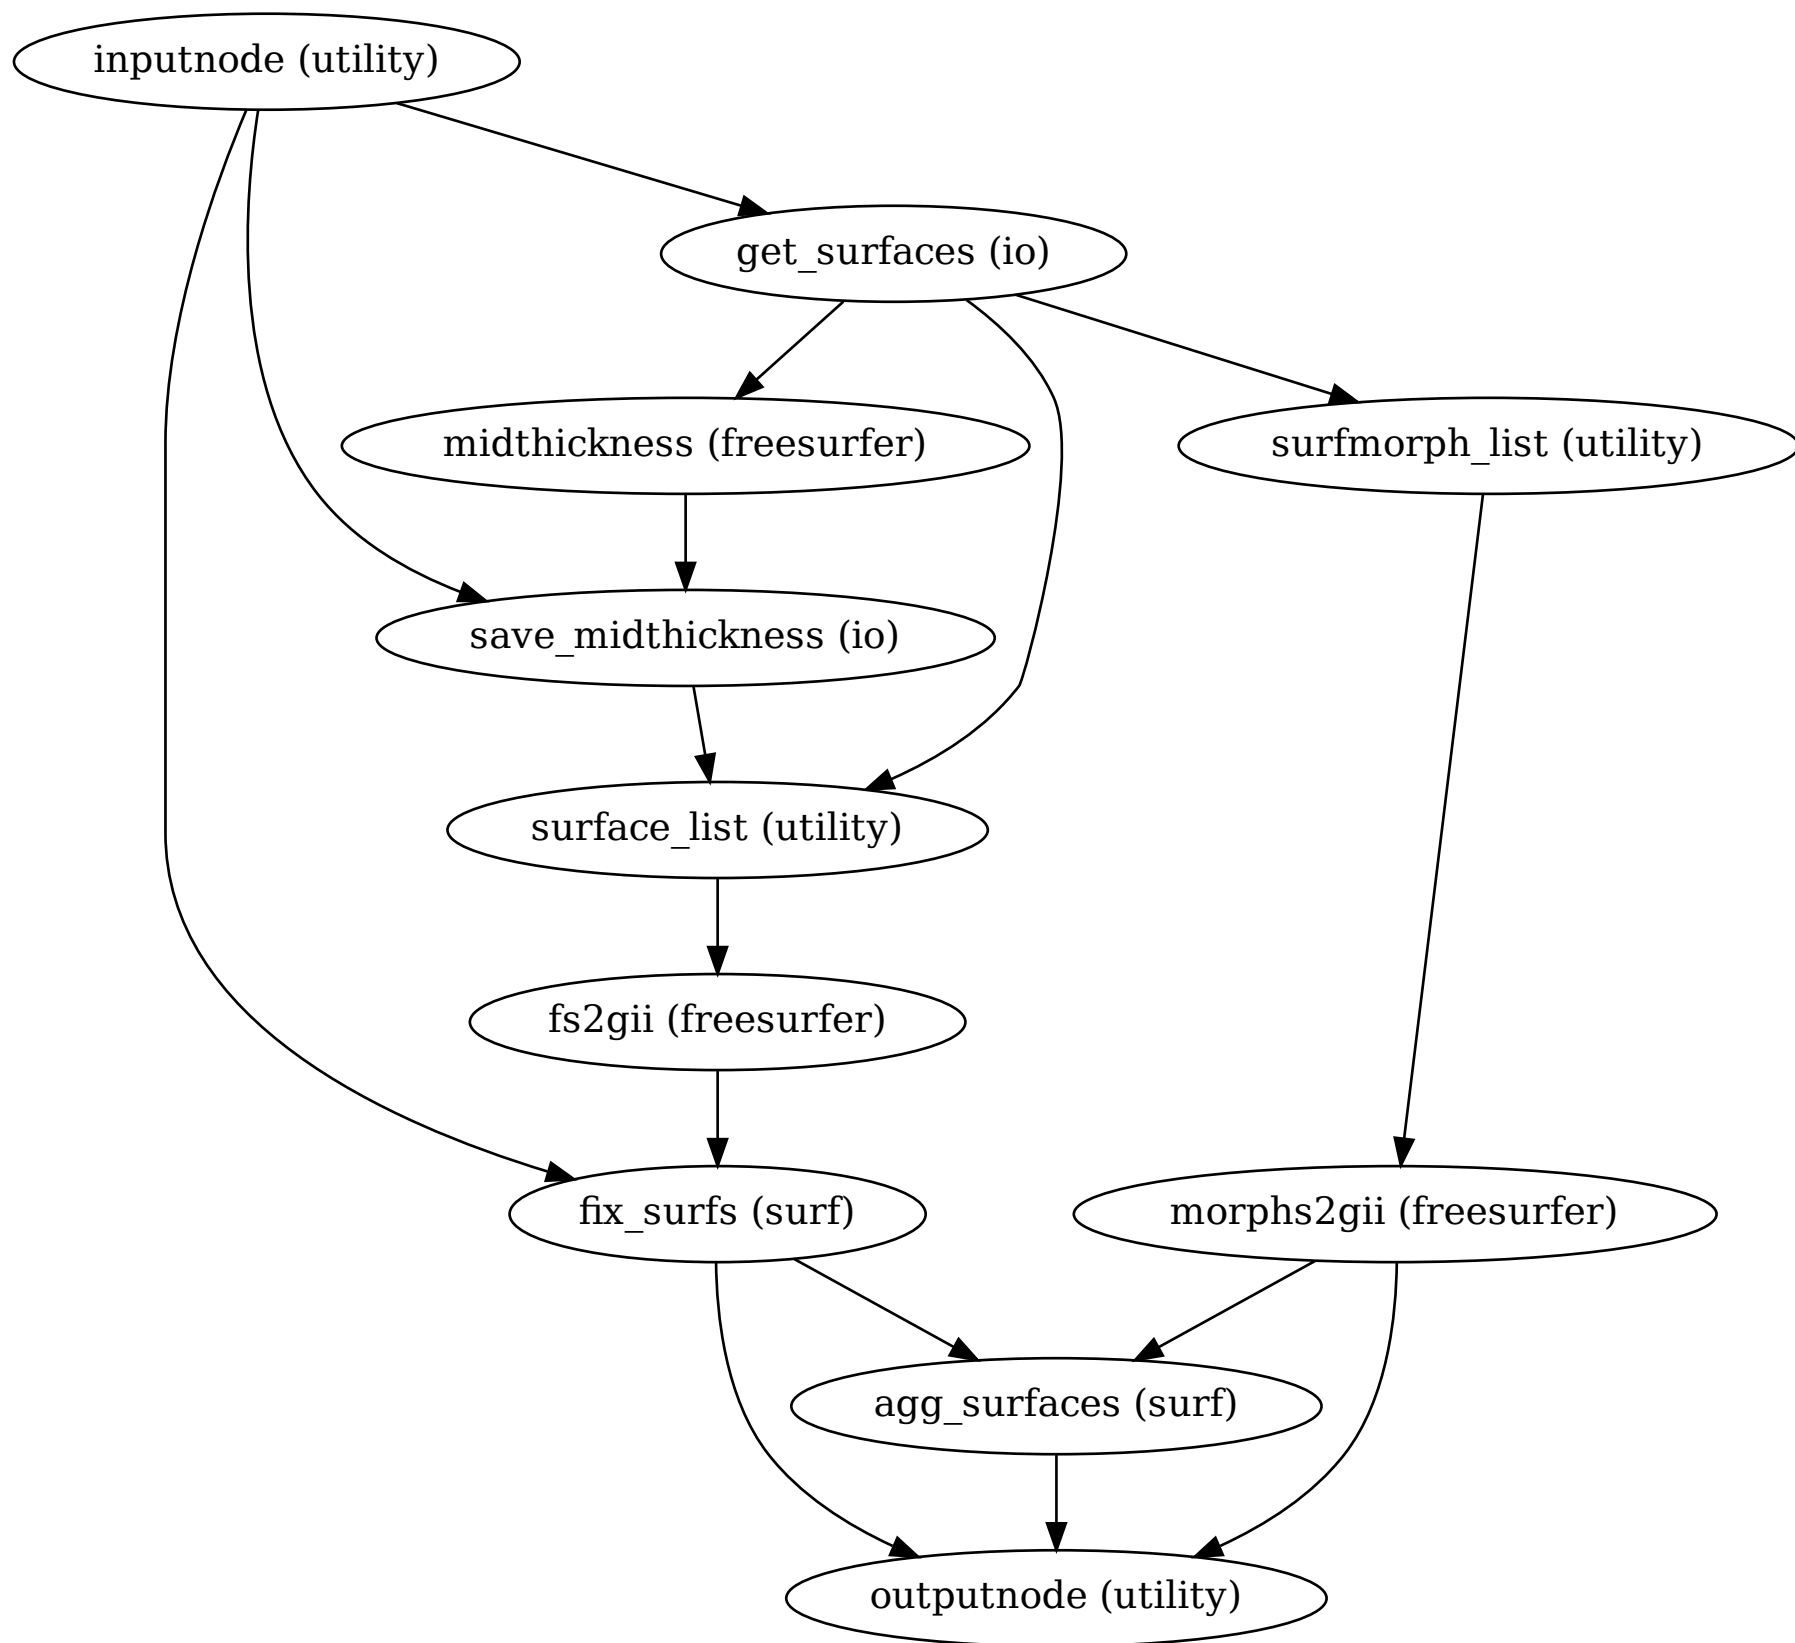 inputnode (utility)
get_surfaces (io)
midthickness (freesurfer)
surfmorph_list (utility)
save_midthickness (io)
surface_list (utility)
fs2gii (freesurfer)
fix_surfs (surf)
morphs2gii (freesurfer)
agg_surfaces (surf)
outputnode (utility)